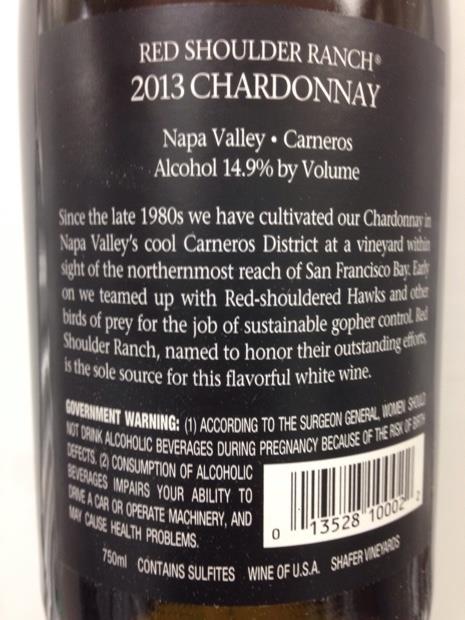 RED SHOULDER RANCH®
2013 CHARDONNAY
Napa Valley • Carneros
Alcohol 14.9% by Volume
Since the late 1980s we have cultivated our Chardonnay in
Napa Valley's cool Carneros District at a vineyard within
sight of the northernmost reach of San Francisco Bay. Early
on we teamed up with Red-shouldered Hawks and other
birds of prey for the job of sustainable gopher control. Red
Shoulder Ranch, named to honor their outstanding efforts,
is the sole source for this flavorful white wine.
GOVERNMENT WARNING: (1) ACCORDING TO THE SURGEON GENERAL, WOMEN SHOULD
NOT DRINK ALCOHOLIC BEVERAGES DURING PREGNANCY BECAUSE OF THE RISK OF BIRTH
DEFECTS. (2) CONSUMPTION OF ALCOHOLIC
BEVERAGES IMPAIRS YOUR ABILITY TO
DRIVE A CAR OR OPERATE MACHINERY, AND
MAY CAUSE HEALTH PROBLEMS.
0 13528 10002 2
750ml CONTAINS SULFITES WINE OF U.S.A. SHAFER VINEYARDS